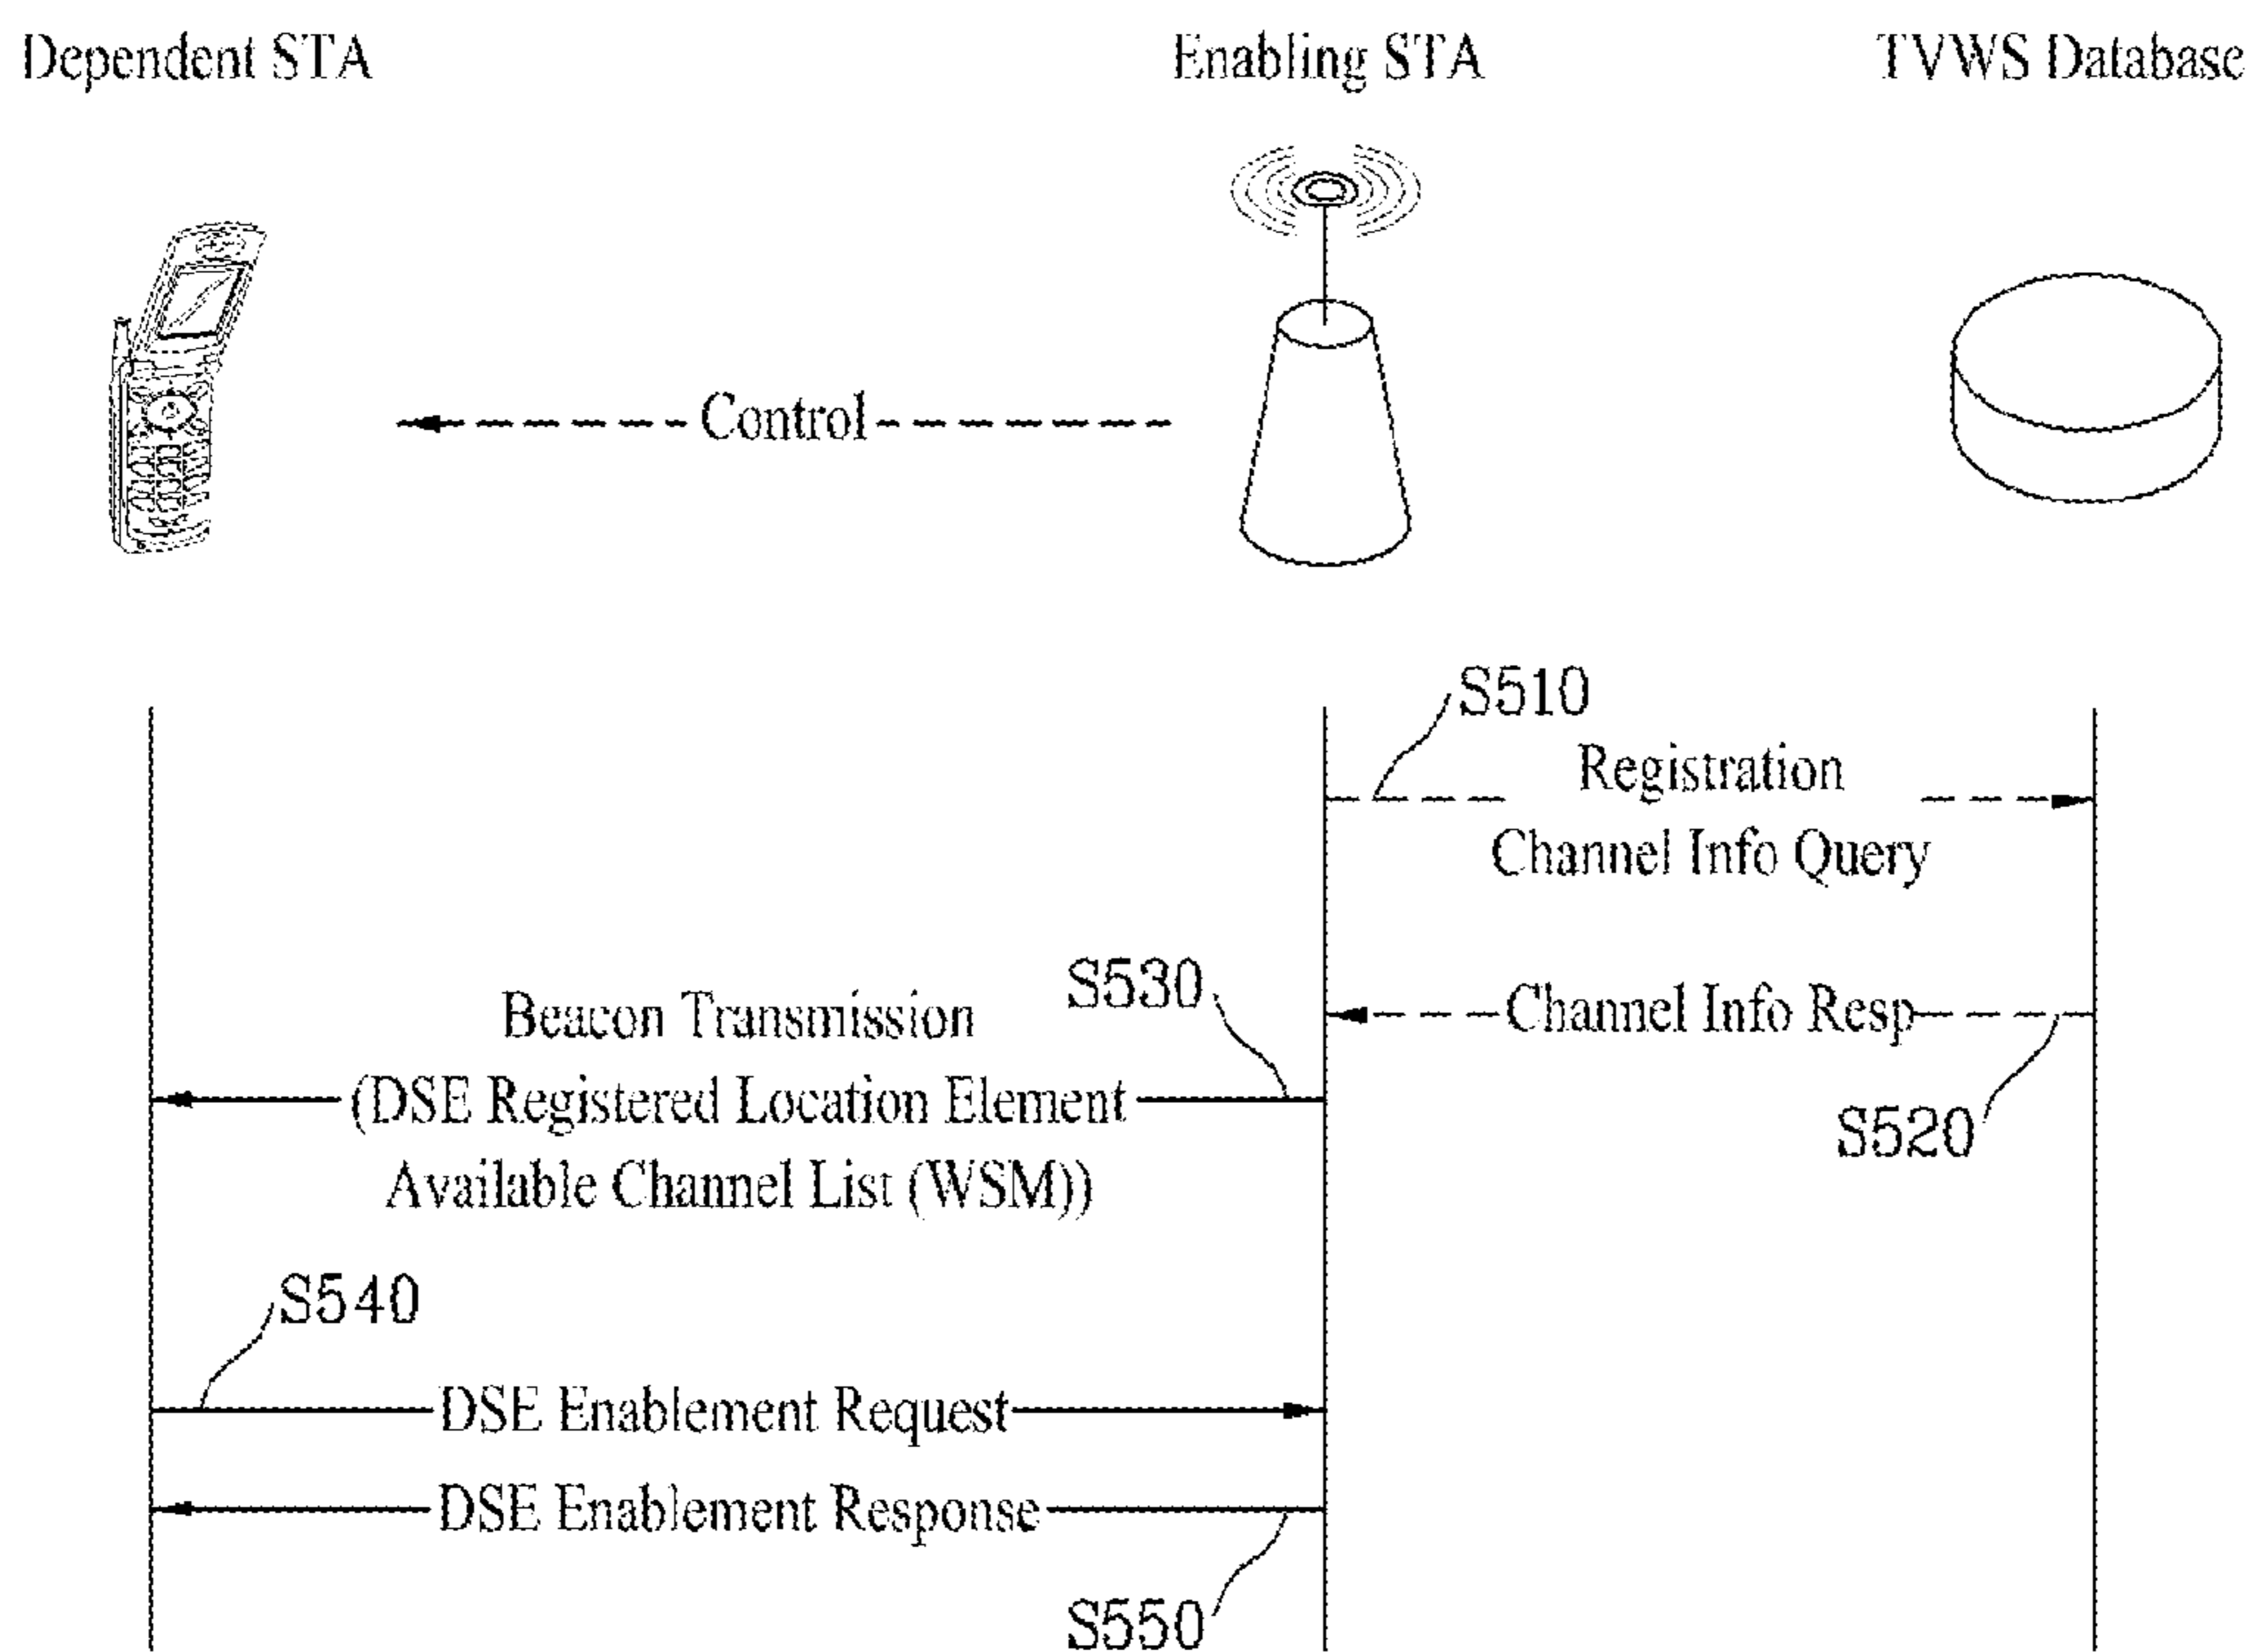 Dependent STA
Enabling STA
TVWS Database
Control
S510
Registration
Channel Info Query
S530
Beacon Transmission
Channel Info Resp
(DSE Registered Location Element
S520
Available Channel List (WSM))
S540
DSE Enablement Request
DSE Enablement Response
S550